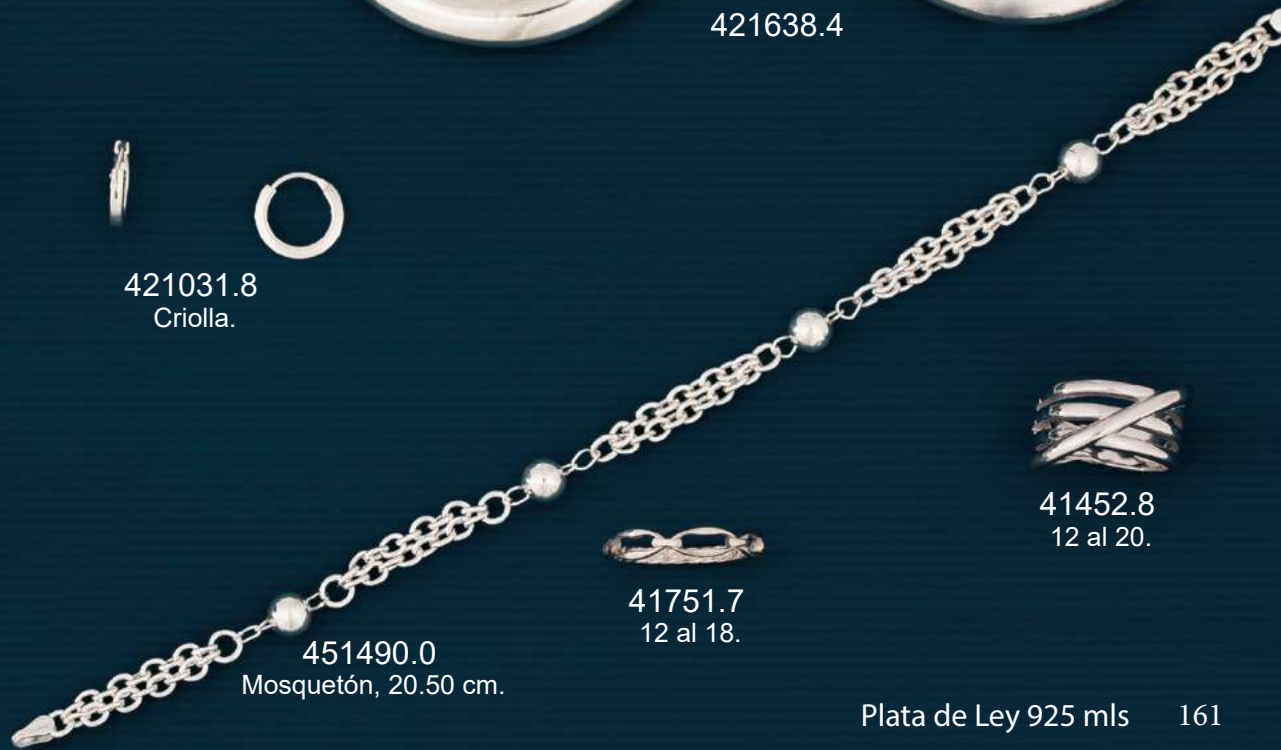 421638.4
421031.8
Criolla.
41452.8
12 al 20.
41751.7
12 al 18.
451490.0
Mosquetón, 20.50 cm.
Plata de Ley 925 mls 161